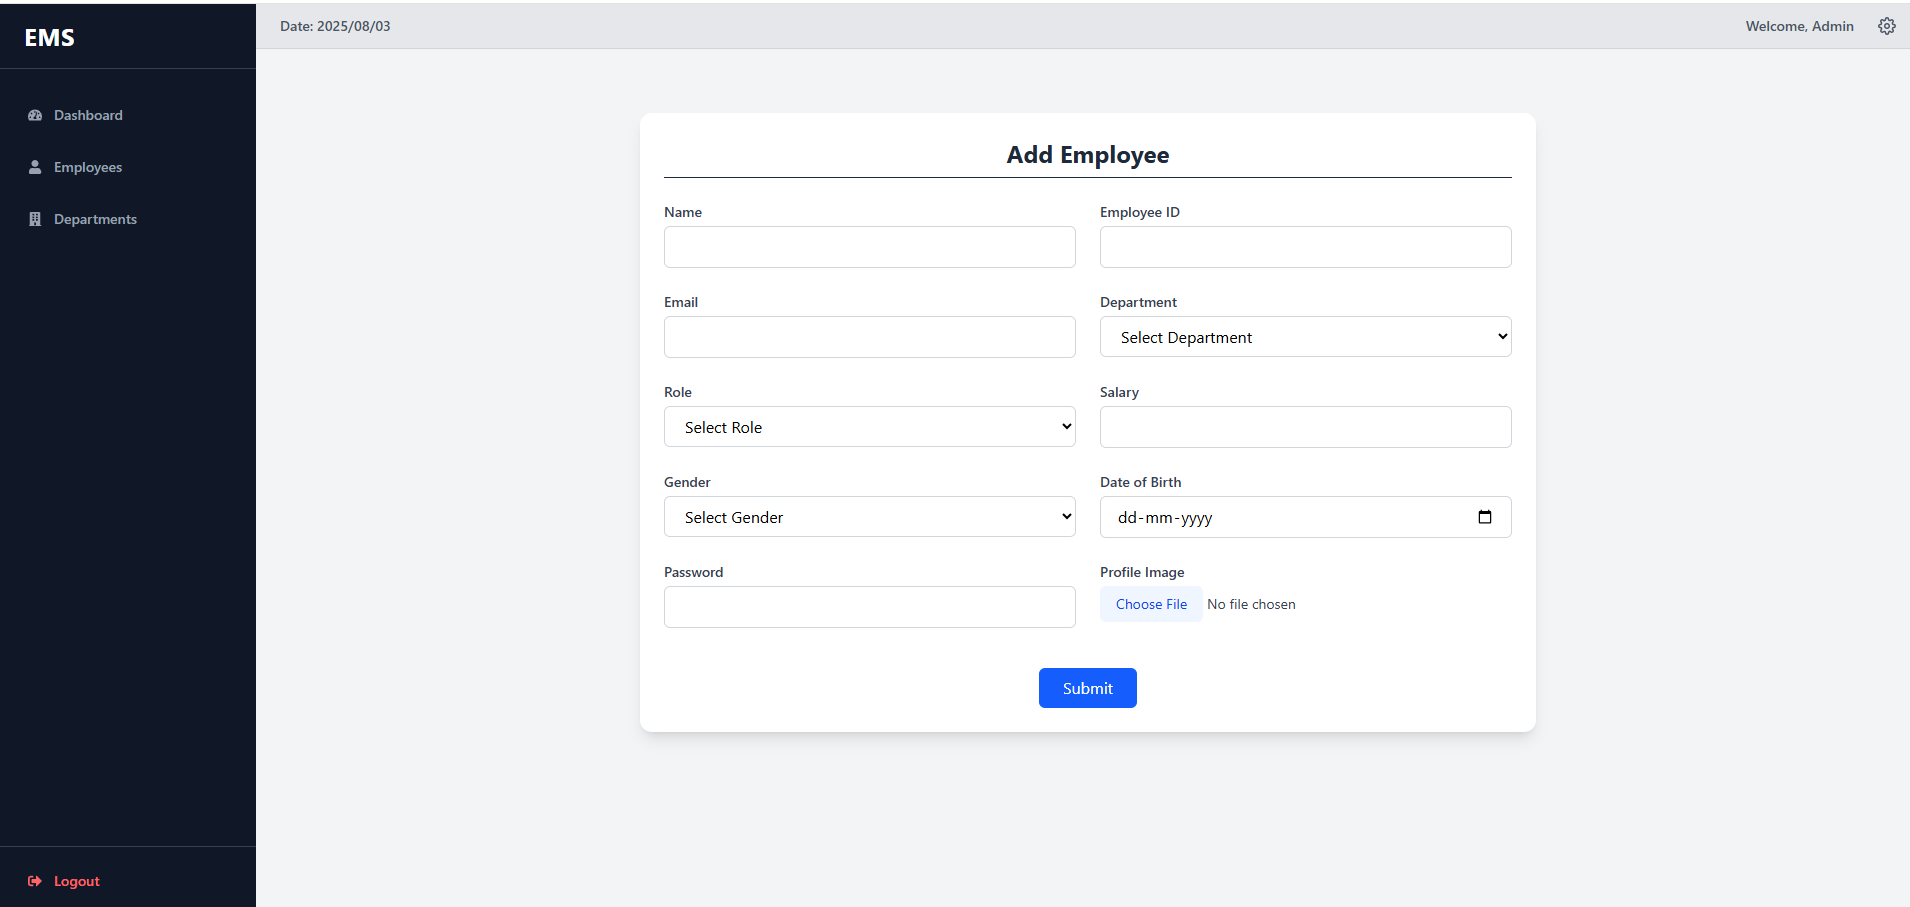 EMS
Date: 2025/08/03
Welcome, Admin
Dashboard
Employees
Departments
Logout
Add Employee
Name
Employee ID
Email
Department
Select Department
Role
Select Role
Salary
Gender
Select Gender
Date of Birth
dd-mm-yyyy
Password
Profile Image
Choose File No file chosen
Submit